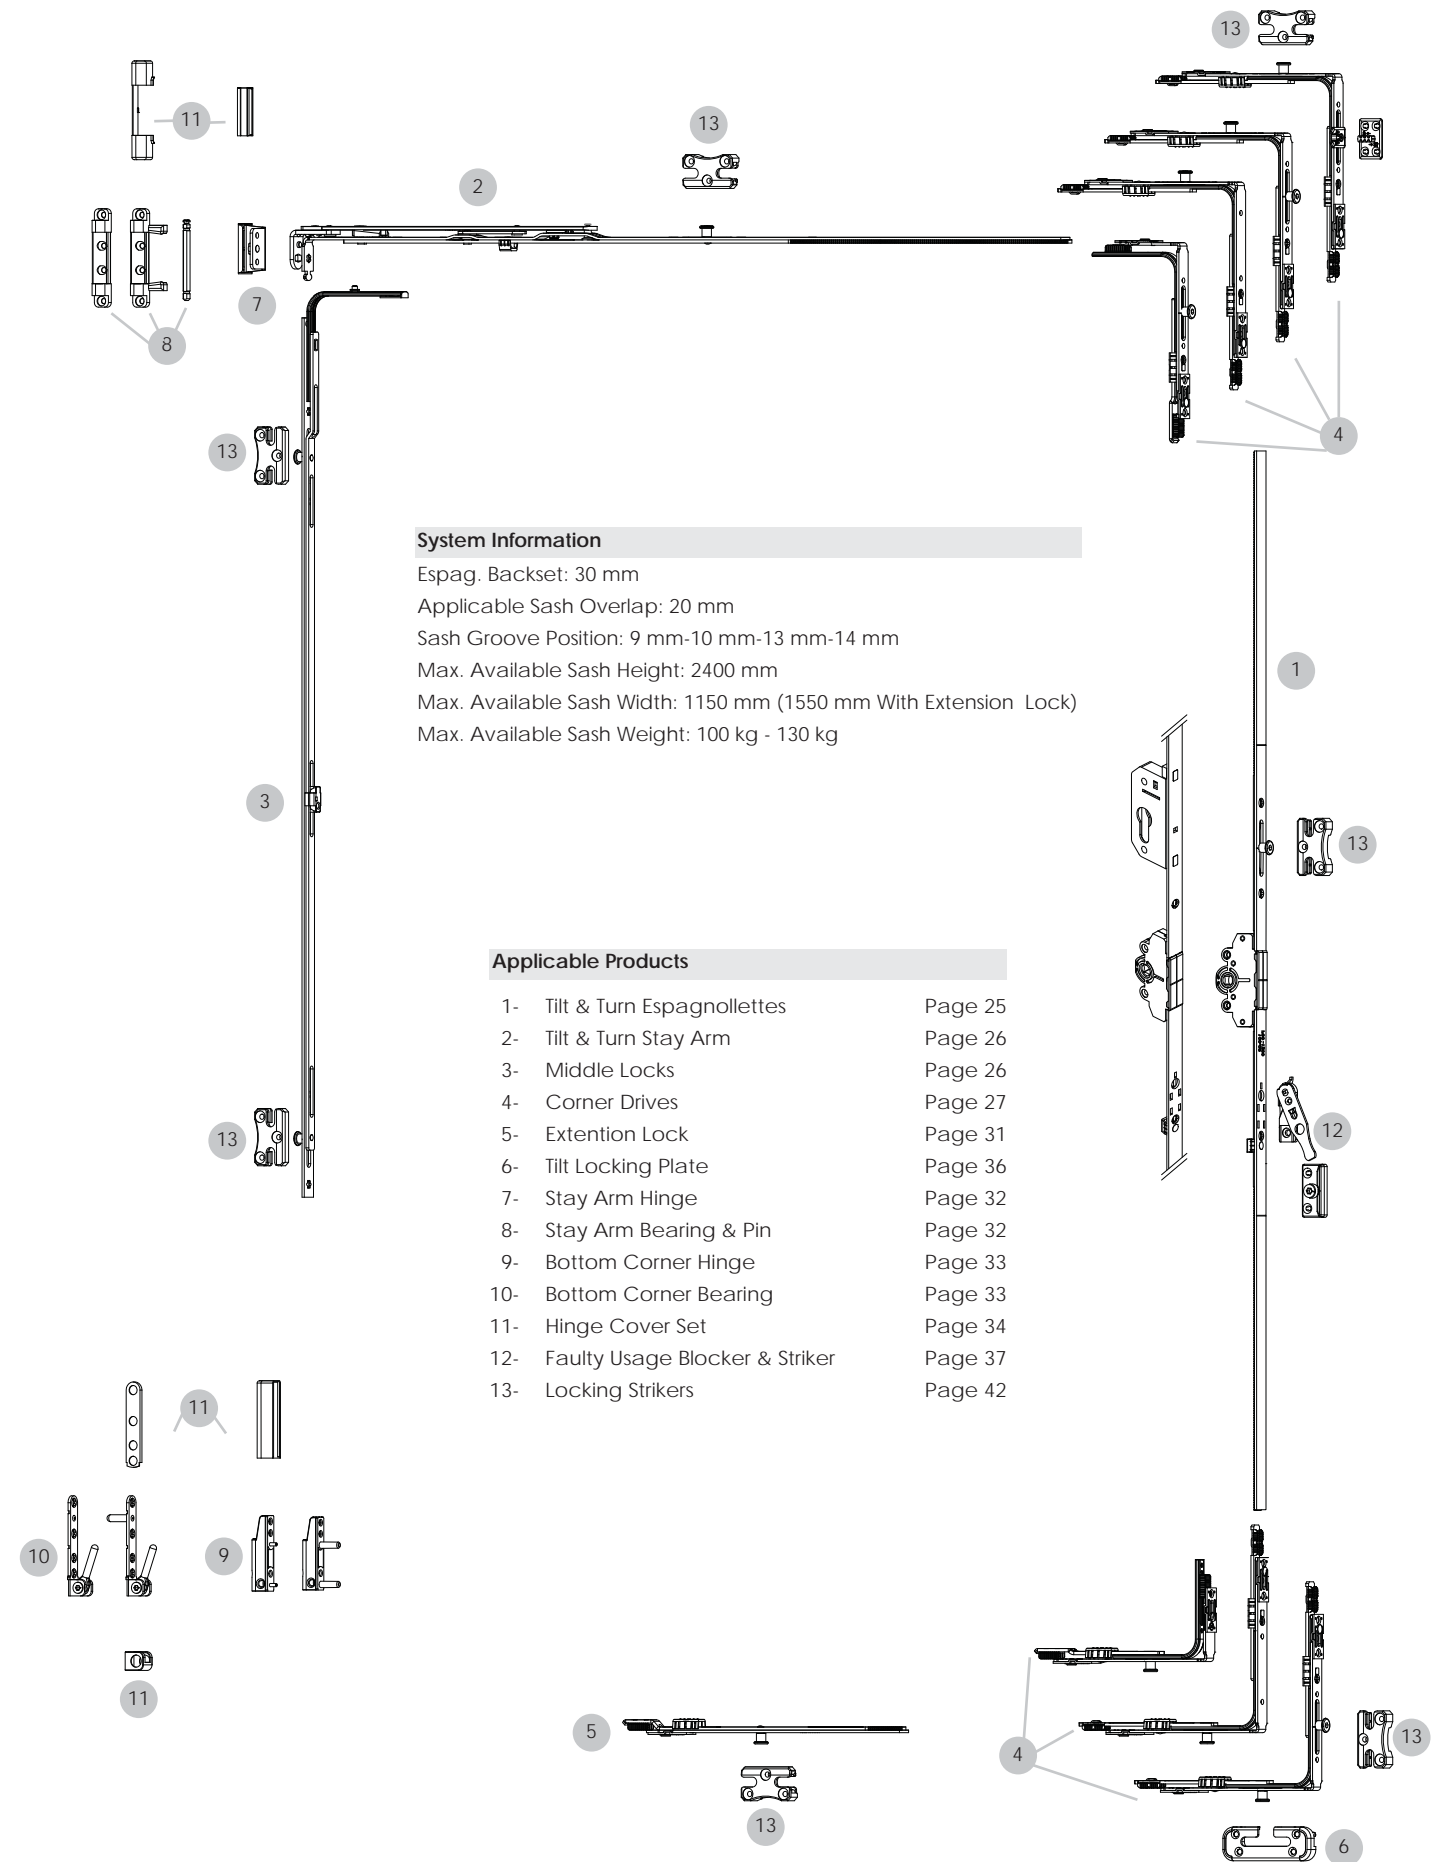 13
11
13
2
7
8
4
13
System Information
Espag. Backset: 30 mm
Applicable Sash Overlap: 20 mm
Sash Groove Position: 9 mm-10 mm-13 mm-14 mm
Max. Available Sash Height: 2400 mm
Max. Available Sash Width: 1150 mm (1550 mm With Extension Lock)
Max. Available Sash Weight: 100 kg - 130 kg
1
3
13
Applicable Products
1- Tilt & Turn Espagnollettes Page 25
2- Tilt & Turn Stay Arm Page 26
3- Middle Locks Page 26
4- Corner Drives Page 27
5- Extention Lock Page 31
6- Tilt Locking Plate Page 36
7- Stay Arm Hinge Page 32
8- Stay Arm Bearing & Pin Page 32
9- Bottom Corner Hinge Page 33
10- Bottom Corner Bearing Page 33
11- Hinge Cover Set Page 34
12- Faulty Usage Blocker & Striker Page 37
13- Locking Strikers Page 42
12
13
11
10
9
11
5
13
4
13
6